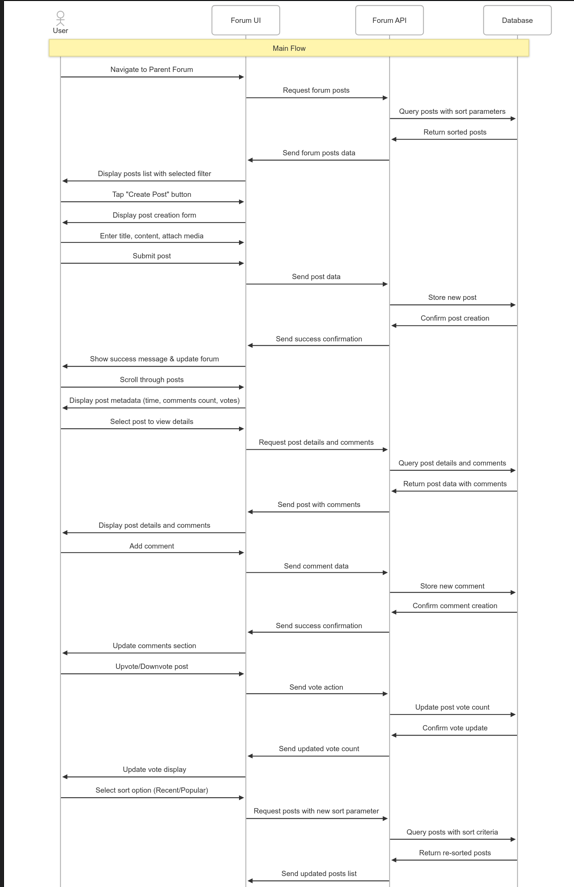 User
Forum UI
Forum API
Database
Main Flow
Navigate to Parent Forum
Request forum posts
Query posts with sort parameters
Return sorted posts
Send forum posts data
Display posts list with selected filter
Tap "Create Post" button
Display post creation form
Enter title, content, attach media
Submit post
Send post data
Store new post
Confirm post creation
Send success confirmation
Show success message & update forum
Scroll through posts
Display post metadata (time, comments count, votes)
Select post to view details
Request post details and comments
Query post details and comments
Return post data with comments
Send post with comments
Display post details and comments
Add comment
Send comment data
Store new comment
Confirm comment creation
Send success confirmation
Update comments section
Upvote/Downvote post
Send vote action
Update post vote count
Confirm vote update
Send updated vote count
Update vote display
Select sort option (Recent/Popular)
Request posts with new sort parameter
Query posts with sort criteria
Return re-sorted posts
Send updated posts list